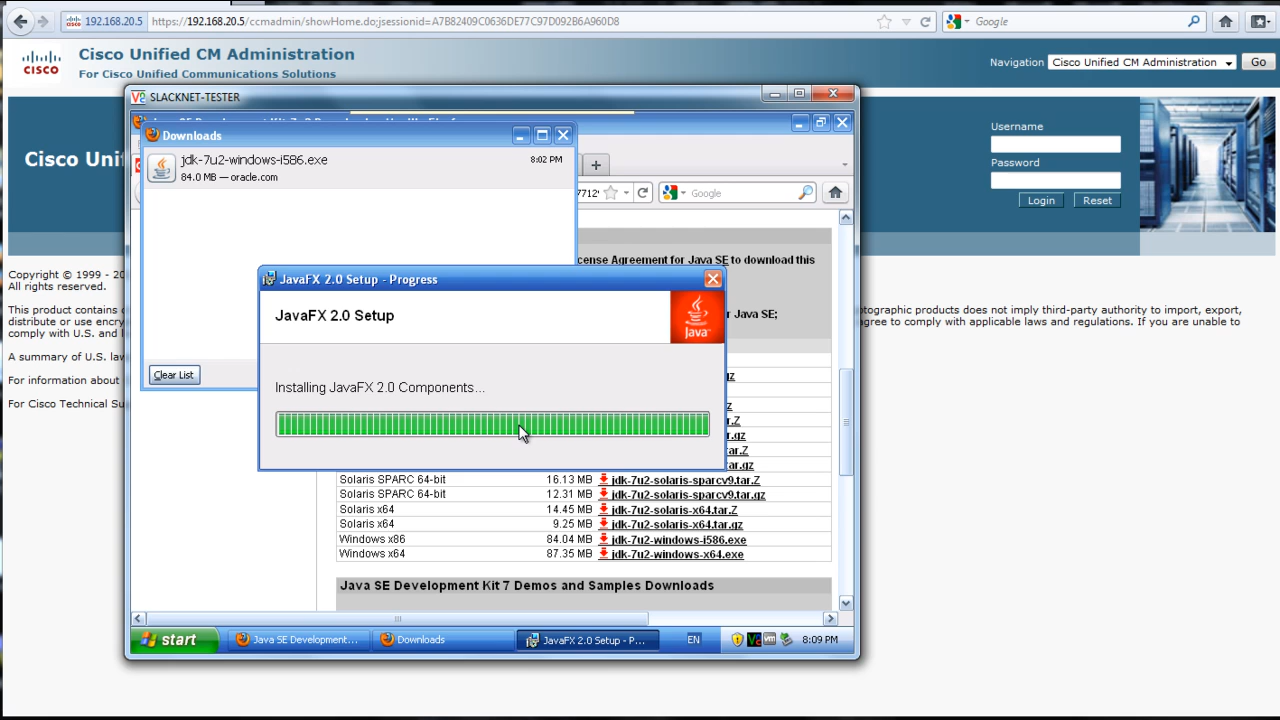 192.168.20.5
https://192.168.20.5/ccmadmin/showHome.do;jsessionid=A7B82409C0636DE77C97D092B6A960D8
Google
CISCO
Cisco Unified CM Administration
For Cisco Unified Communications Solutions
Navigation
Cisco Unified CM Administration
Go
SLACKNET-TESTER
Downloads
jdk-7u2-windows-i586.exe
8:02 PM
84.0 MB — oracle.com
Clear List
Google
Cisco Unif
Username
Password
Login
Reset
cense Agreement for Java SE to download this
r Java SE;
JavaFX 2.0 Setup - Progress
JavaFX 2.0 Setup
Java
Installing JavaFX 2.0 Components...
gz
.Z
r.Z
ar.gz
ar.Z
ar.gz
Solaris SPARC 64-bit 16.13 MB jdk-7u2-solaris-sparcv9.tar.Z
Solaris SPARC 64-bit 12.31 MB jdk-7u2-solaris-sparcv9.tar.gz
Solaris x64 14.45 MB jdk-7u2-solaris-x64.tar.Z
Solaris x64 9.25 MB jdk-7u2-solaris-x64.tar.gz
Windows x86 84.04 MB jdk-7u2-windows-i586.exe
Windows x64 87.35 MB jdk-7u2-windows-x64.exe
Java SE Development Kit 7 Demos and Samples Downloads
start
Java SE Development...
Downloads
JavaFX 2.0 Setup - P...
EN
8:09 PM
Copyright © 1999 - 20
All rights reserved.
This product contains
ptographic products does not imply third-party authority to import, export,
distribute or use encry
agree to comply with applicable laws and regulations. If you are unable to
comply with U.S. and l
A summary of U.S. law
For information about
For Cisco Technical Su